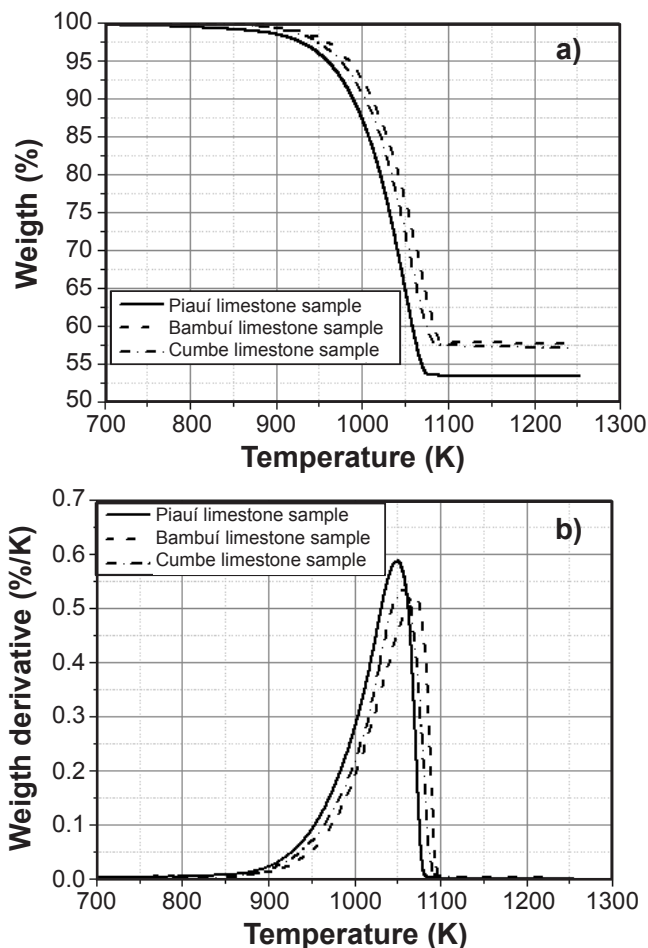 100
a)
95
90
85
80
75
70
65
60
55
50
Weigth (%)
Piauí limestone sample
Bambuí limestone sample
Cumbe limestone sample
700 800 900 1000 1100 1200 1300
Temperature (K)
0.7
b)
0.6
0.5
0.4
0.3
0.2
0.1
0.0
Weigth derivative (%/K)
Piauí limestone sample
Bambuí limestone sample
Cumbe limestone sample
700 800 900 1000 1100 1200 1300
Temperature (K)